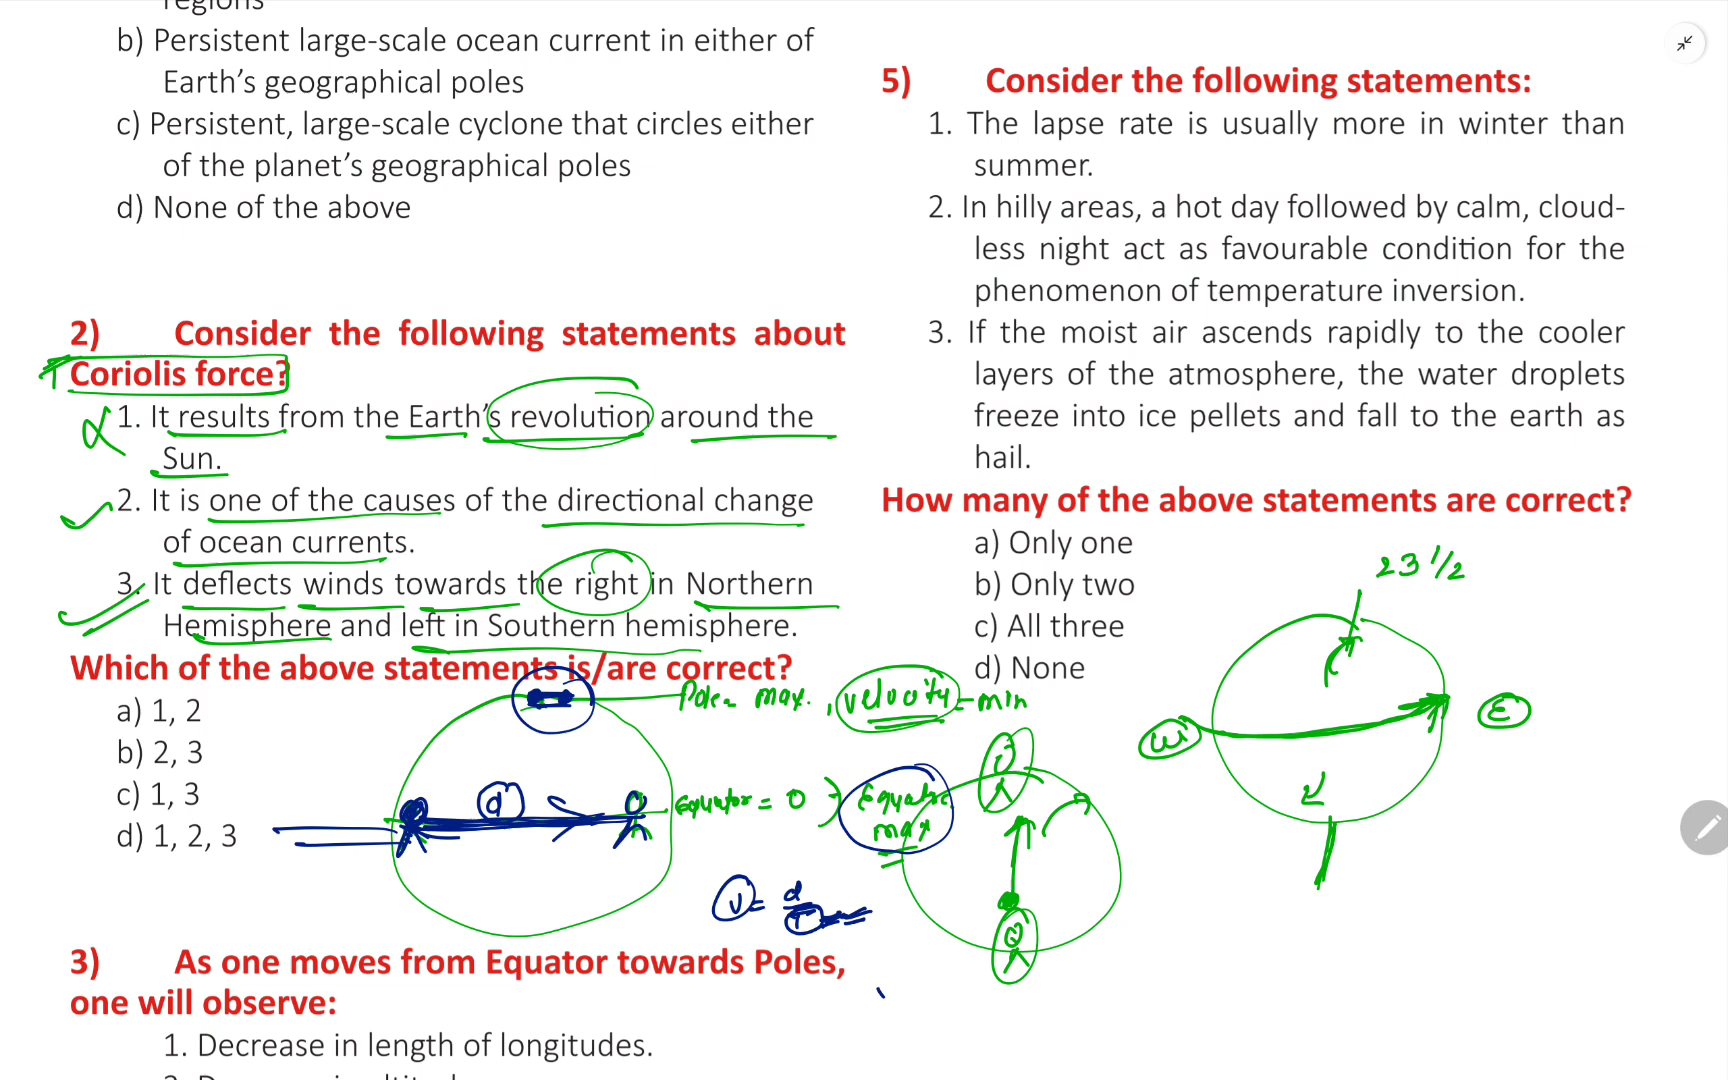 regions
b) Persistent large-scale ocean current in either of
Earth's geographical poles
c) Persistent, large-scale cyclone that circles either
of the planet's geographical poles
d) None of the above
2) Consider the following statements about
Coriolis force?
1. It results from the Earth's revolution around the
Sun.
2. It is one of the causes of the directional change
of ocean currents.
3. It deflects winds towards the right in Northern
Hemisphere and left in Southern hemisphere.
Which of the above statements is/are correct?
a) 1, 2
b) 2, 3
c) 1, 3
d) 1, 2, 3
Pole = max. , velocity = min
d
Equator = 0
Equator
max
v = d/T
3) As one moves from Equator towards Poles,
one will observe:
1. Decrease in length of longitudes.
5) Consider the following statements:
1. The lapse rate is usually more in winter than
summer.
2. In hilly areas, a hot day followed by calm, cloud-
less night act as favourable condition for the
phenomenon of temperature inversion.
3. If the moist air ascends rapidly to the cooler
layers of the atmosphere, the water droplets
freeze into ice pellets and fall to the earth as
hail.
How many of the above statements are correct?
a) Only one
b) Only two
c) All three
d) None
23 1/2
W
E